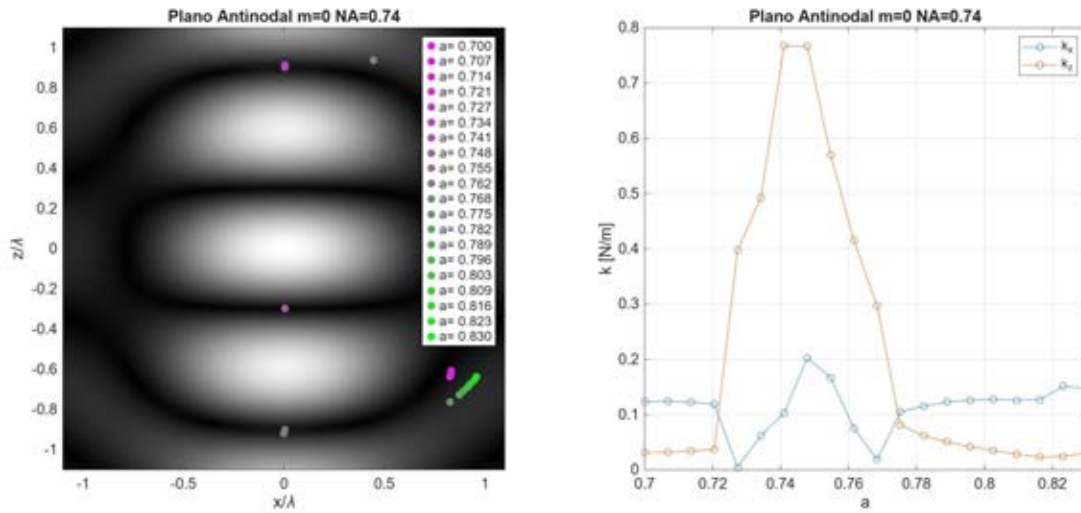 Plano Antinodal m=0 NA=0.74
1
0.8
0.6
0.4
0.2
0
-0.2
-0.4
-0.6
-0.8
-1
z/λ
-1
-0.5
0
0.5
1
x/λ
a= 0.700
a= 0.707
a= 0.714
a= 0.721
a= 0.727
a= 0.734
a= 0.741
a= 0.748
a= 0.755
a= 0.762
a= 0.768
a= 0.775
a= 0.782
a= 0.789
a= 0.796
a= 0.803
a= 0.809
a= 0.816
a= 0.823
a= 0.830
Plano Antinodal m=0 NA=0.74
0.8
0.7
0.6
0.5
0.4
0.3
0.2
0.1
0
k [N/m]
0.7
0.72
0.74
0.76
0.78
0.8
0.82
a
kₓ
k_z